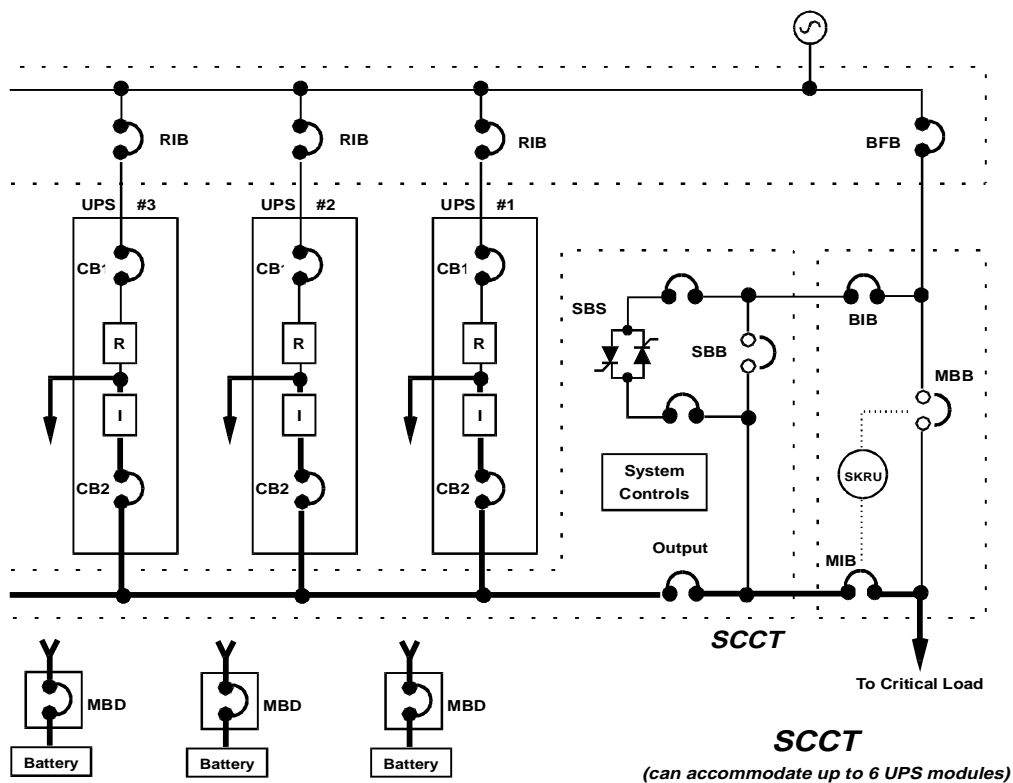 RIB
RIB
RIB
BFB
UPS #3
UPS #2
UPS #1
CB1
CB1
CB1
SBS
SBB
BIB
MBB
R
R
R
I
I
I
CB2
CB2
CB2
System
Controls
SKRU
Output
MIB
SCCT
To Critical Load
MBD
MBD
MBD
Battery
Battery
Battery
SCCT
(can accommodate up to 6 UPS modules)